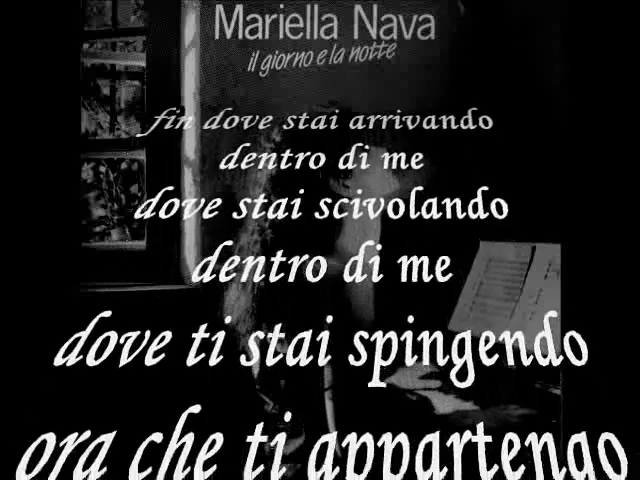 Mariella Nava
il giorno e la notte
fin dove stai arrivando
dentro di me
dove stai scivolando
dentro di me
dove ti stai spingendo
ora che ti appartengo